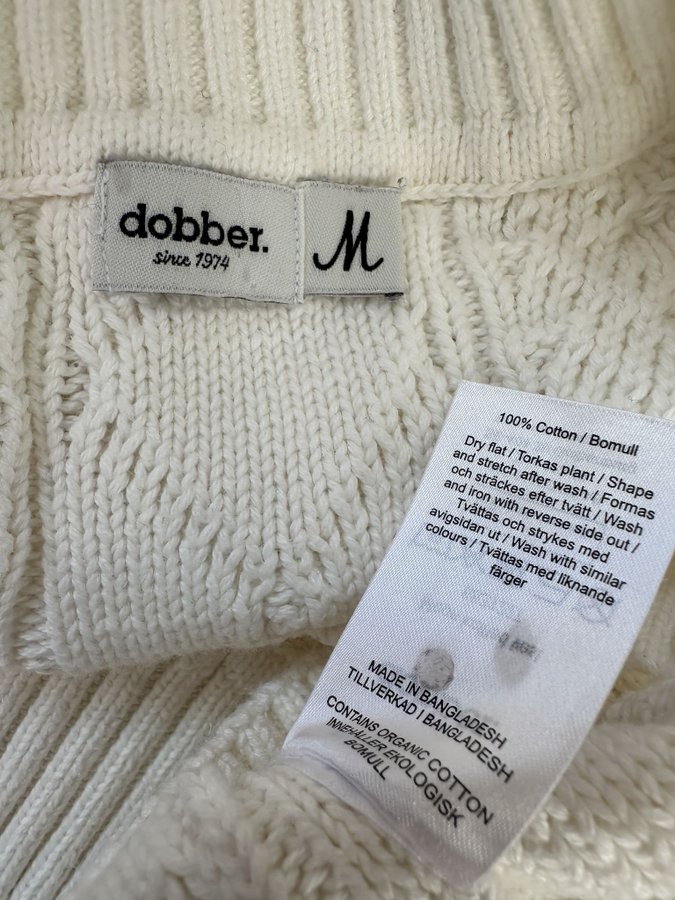 dobber.
since 1974
M
100% Cotton / Bomull
Dry flat / Torkas plant / Shape
and stretch after wash / Formas
och sträckes efter tvätt / Wash
and iron with reverse side out /
Tvättas och strykes med
avigsidan ut / Wash with similar
colours / Tvättas med liknande
färger
MADE IN BANGLADESH
TILLVERKAD I BANGLADESH
CONTAINS ORGANIC COTTON
INNEHÅLLER EKOLOGISK
BOMULL